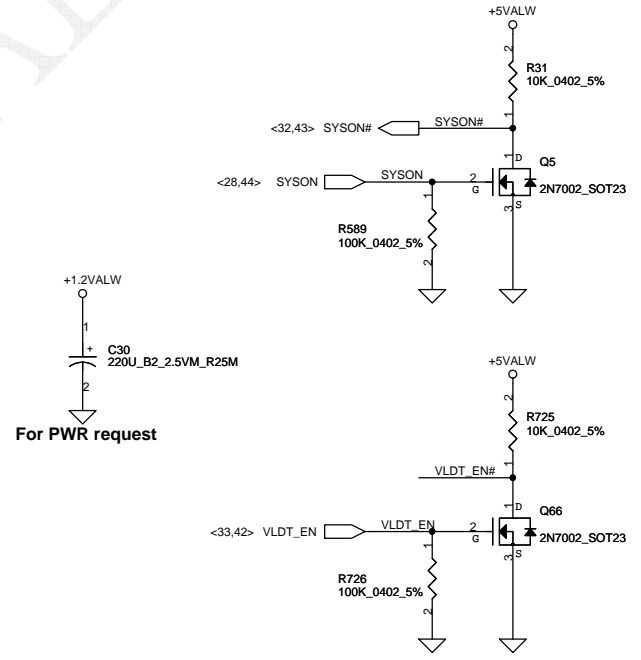 +5VALW
2
R31
10K_0402_5%
1
<32,43> SYSON# SYSON#
1 D
Q5
<28,44> SYSON SYSON 2 G
2N7002_SOT23
1
3 S
R589
100K_0402_5%
2
+1.2VALW
1
+ C30
220U_B2_2.5VM_R25M
2
For PWR request
+5VALW
2
R725
10K_0402_5%
1
VLDT_EN#
1 D
Q66
<33,42> VLDT_EN VLDT_EN 2 G
2N7002_SOT23
1
3 S
R726
100K_0402_5%
2